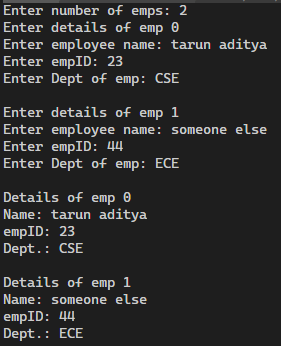 Enter number of emps: 2
Enter details of emp 0
Enter employee name: tarun aditya
Enter empID: 23
Enter Dept of emp: CSE
Enter details of emp 1
Enter employee name: someone else
Enter empID: 44
Enter Dept of emp: ECE
Details of emp 0
Name: tarun aditya
empID: 23
Dept.: CSE
Details of emp 1
Name: someone else
empID: 44
Dept.: ECE